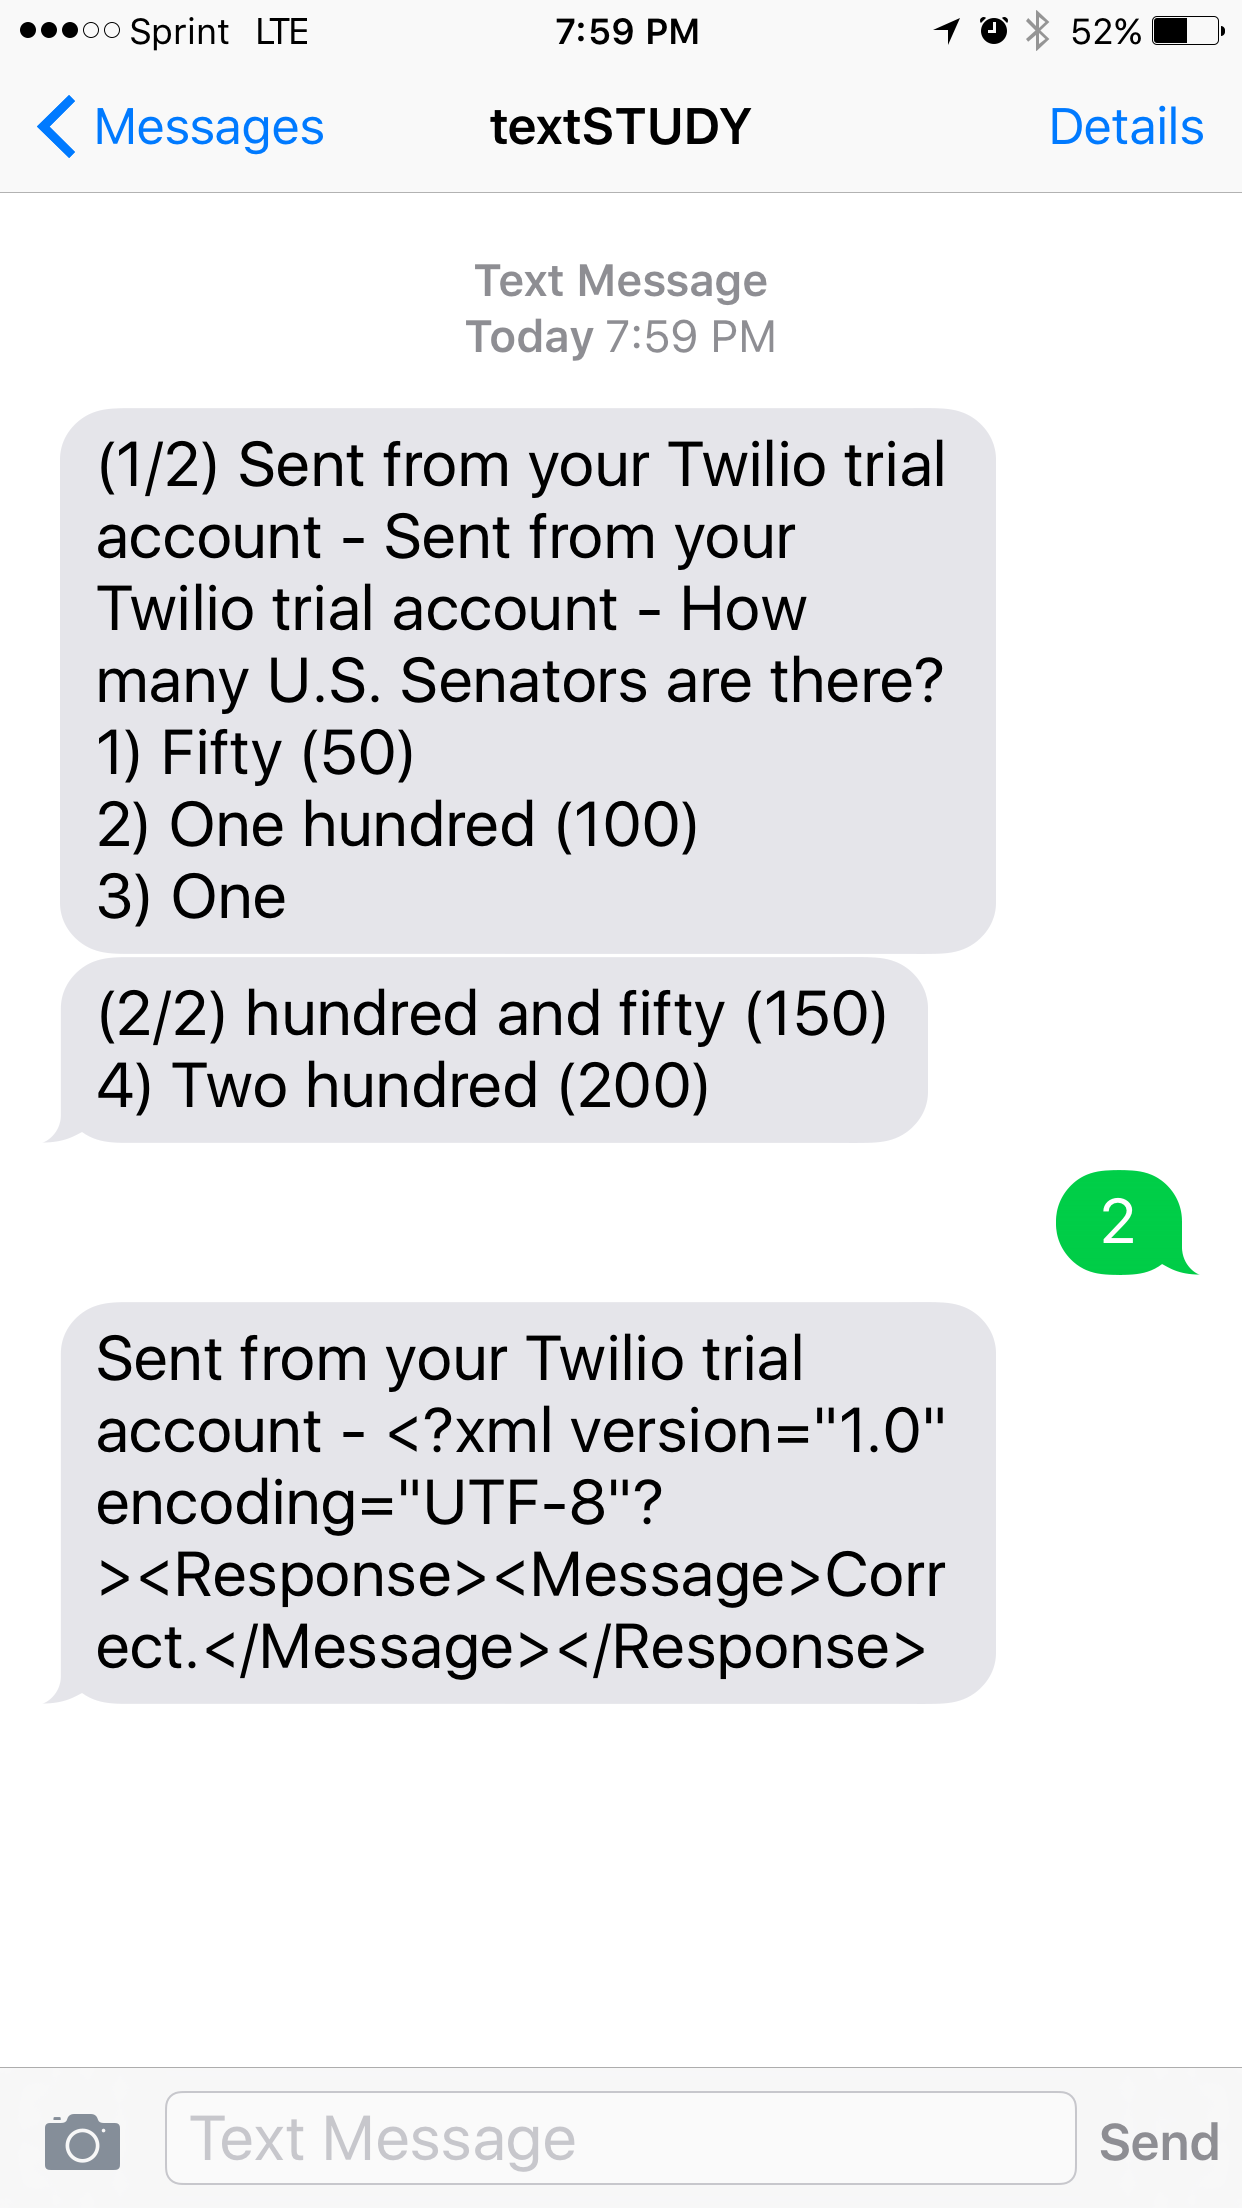 Sprint LTE 7:59 PM 52%
Messages textSTUDY Details
Text Message
Today 7:59 PM
(1/2) Sent from your Twilio trial
account - Sent from your
Twilio trial account - How
many U.S. Senators are there?
1) Fifty (50)
2) One hundred (100)
3) One
(2/2) hundred and fifty (150)
4) Two hundred (200)
2
Sent from your Twilio trial
account - <?xml version="1.0"
encoding="UTF-8"?
><Response><Message>Corr
ect.</Message></Response>
Text Message Send